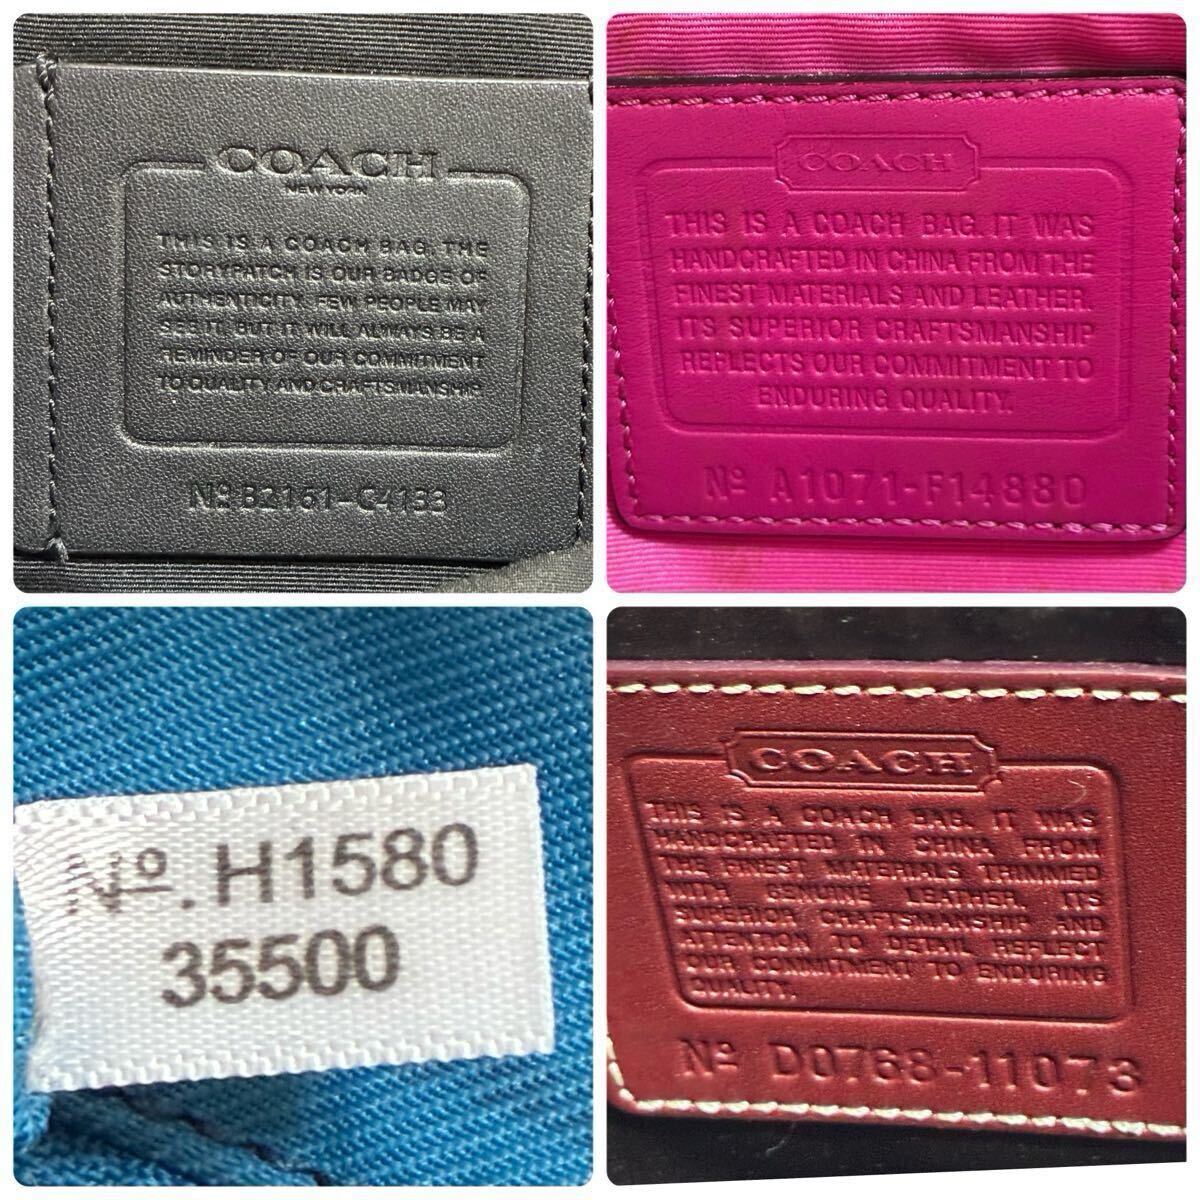 COACH
NEW YORK
THIS IS A COACH BAG. THE
STORYPATCH IS OUR BADGE OF
AUTHENTICITY. FEW PEOPLE MAY
SEE IT, BUT IT WILL ALWAYS BE A
REMINDER OF OUR COMMITMENT
TO QUALITY AND CRAFTSMANSHIP.
Nº B2161-C4133
COACH
THIS IS A COACH BAG. IT WAS
HANDCRAFTED IN CHINA FROM THE
FINEST MATERIALS AND LEATHER.
ITS SUPERIOR CRAFTSMANSHIP
REFLECTS OUR COMMITMENT TO
ENDURING QUALITY.
Nº A1071-F14880
Nº. H1580
35500
COACH
THIS IS A COACH BAG. IT WAS
HANDCRAFTED IN CHINA FROM
THE FINEST MATERIALS TRIMMED
WITH GENUINE LEATHER. ITS
SUPERIOR CRAFTSMANSHIP AND
ATTENTION TO DETAIL REFLECT
OUR COMMITMENT TO ENDURING
QUALITY.
Nº D0768-11073